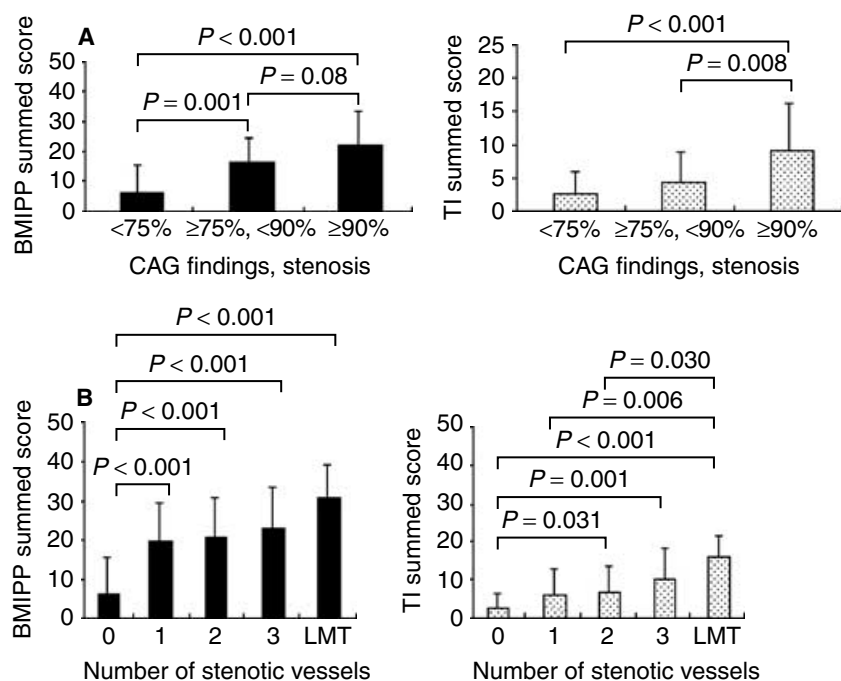 A
BMIPP summed score
50
40
30
20
10
0
P < 0.001
P = 0.08
P = 0.001
<75% ≥75%, <90% ≥90%
CAG findings, stenosis
TI summed score
25
20
15
10
5
0
P < 0.001
P = 0.008
<75% ≥75%, <90% ≥90%
CAG findings, stenosis
B
BMIPP summed score
50
40
30
20
10
0
P < 0.001
P < 0.001
P < 0.001
P < 0.001
0 1 2 3 LMT
Number of stenotic vessels
TI summed score
50
40
30
20
10
0
P = 0.030
P = 0.006
P < 0.001
P = 0.001
P = 0.031
0 1 2 3 LMT
Number of stenotic vessels